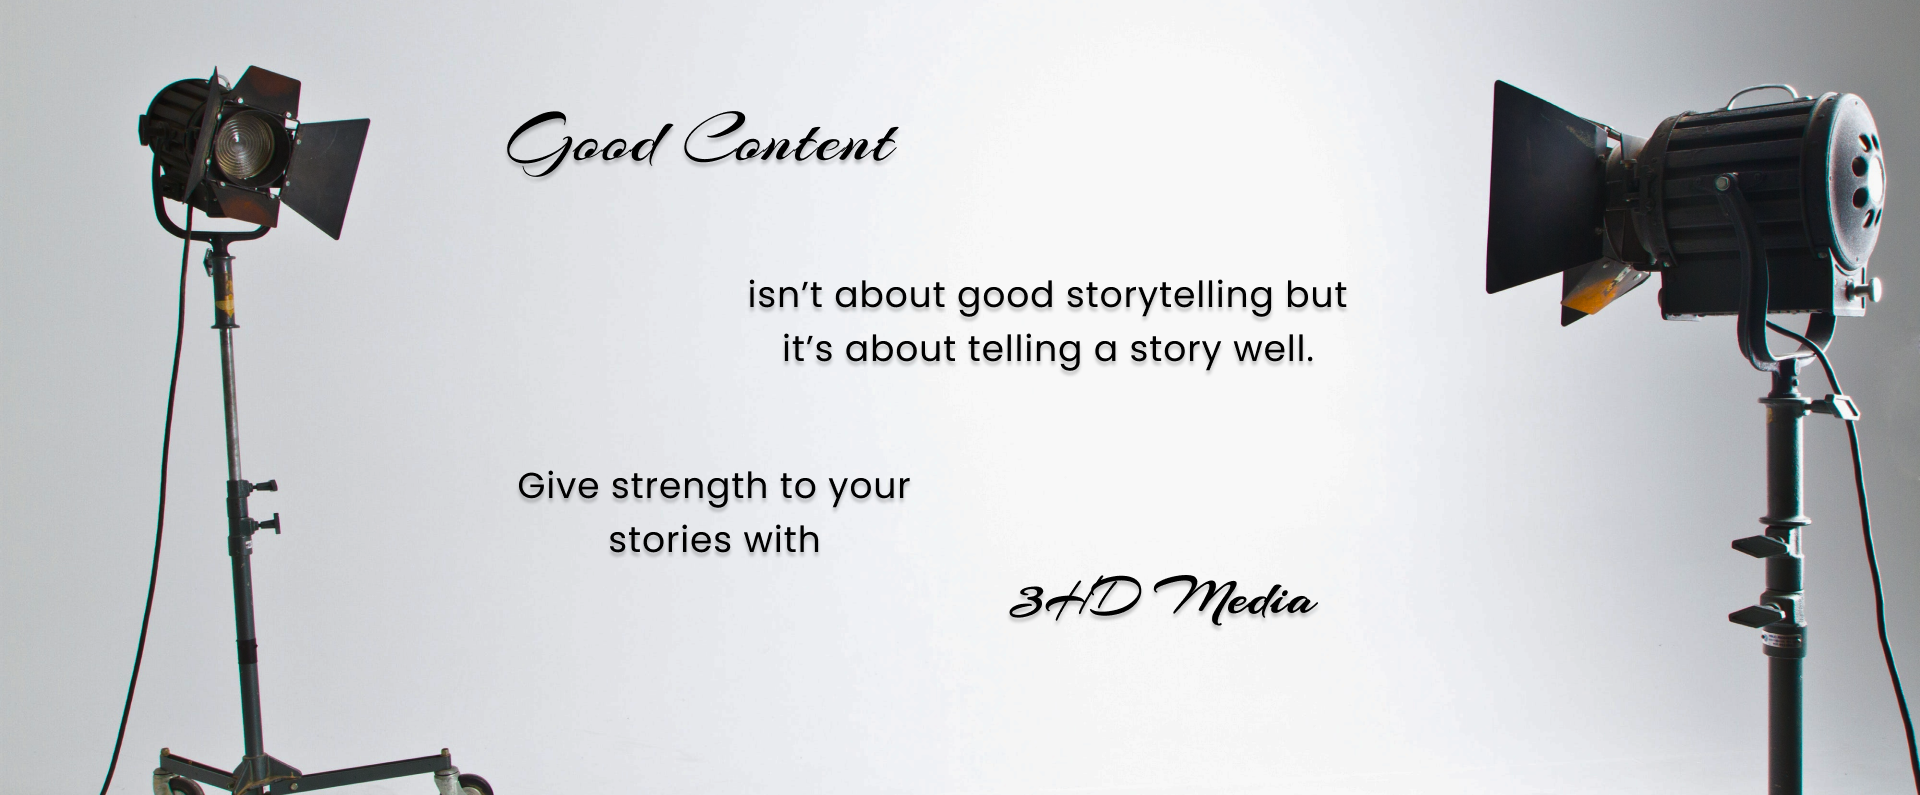 Good Content
isn’t about good storytelling but
it’s about telling a story well.
Give strength to your
stories with
3HD Media